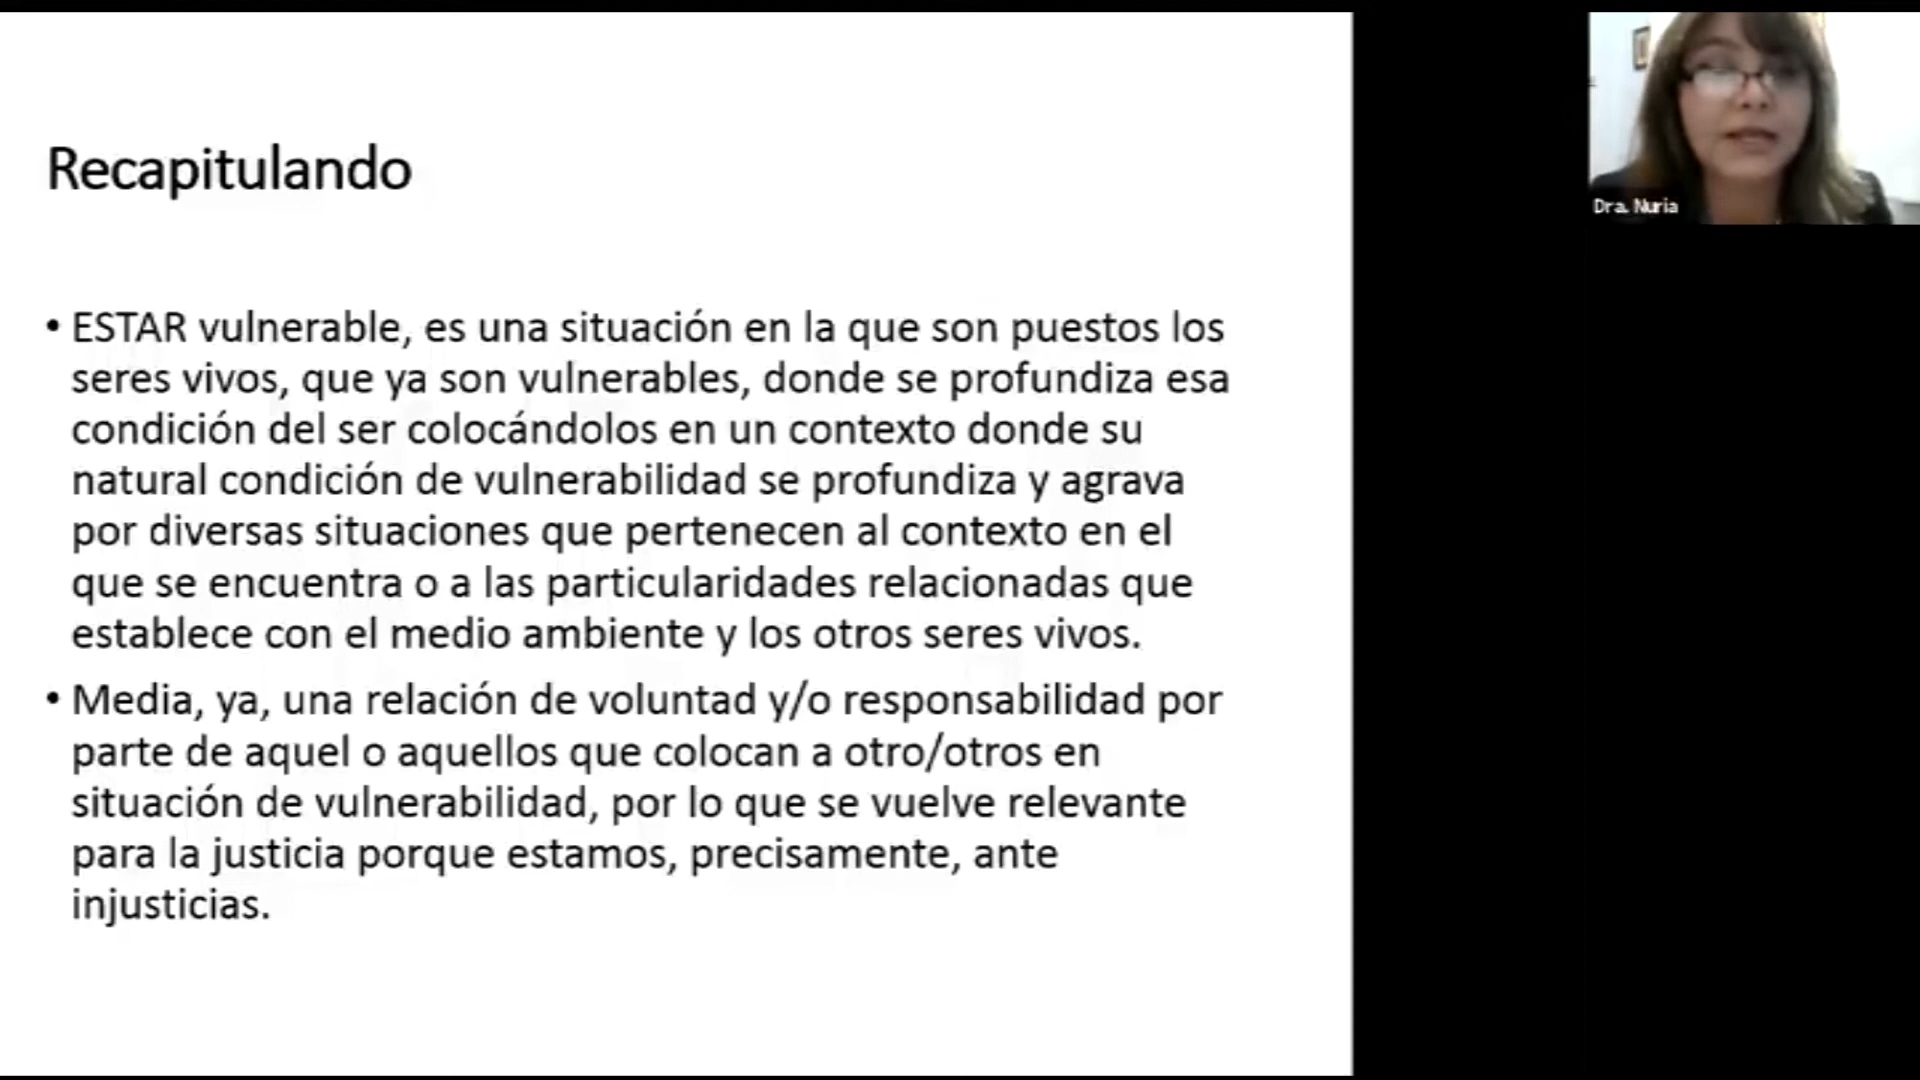 Recapitulando
• ESTAR vulnerable, es una situación en la que son puestos los
seres vivos, que ya son vulnerables, donde se profundiza esa
condición del ser colocándolos en un contexto donde su
natural condición de vulnerabilidad se profundiza y agrava
por diversas situaciones que pertenecen al contexto en el
que se encuentra o a las particularidades relacionadas que
establece con el medio ambiente y los otros seres vivos.
• Media, ya, una relación de voluntad y/o responsabilidad por
parte de aquel o aquellos que colocan a otro/otros en
situación de vulnerabilidad, por lo que se vuelve relevante
para la justicia porque estamos, precisamente, ante
injusticias.
Dra. Nuria